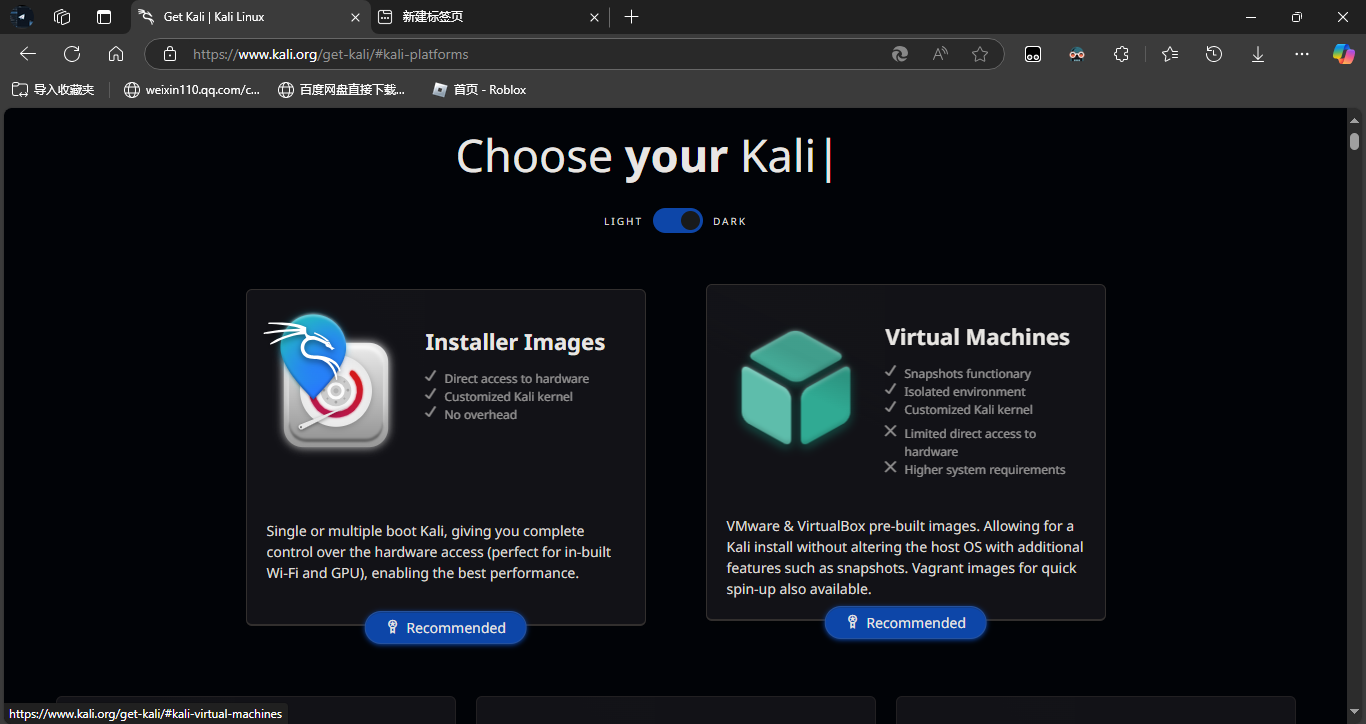 Get Kali | Kali Linux
新建标签页
https://www.kali.org/get-kali/#kali-platforms
导入收藏夹
weixin110.qq.com/c...
百度网盘直接下载...
首页 - Roblox
Choose your Kali
LIGHT
DARK
Installer Images
Direct access to hardware
Customized Kali kernel
No overhead
Single or multiple boot Kali, giving you complete
control over the hardware access (perfect for in-built
Wi-Fi and GPU), enabling the best performance.
Recommended
Virtual Machines
Snapshots functionary
Isolated environment
Customized Kali kernel
Limited direct access to
hardware
Higher system requirements
VMware & VirtualBox pre-built images. Allowing for a
Kali install without altering the host OS with additional
features such as snapshots. Vagrant images for quick
spin-up also available.
Recommended
https://www.kali.org/get-kali/#kali-virtual-machines